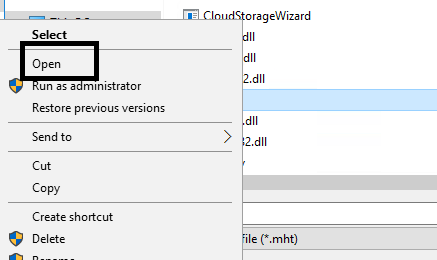 CloudStorageWizard
Select
.dll
Open
2.dll
Run as administrator
Restore previous versions
.dll
Send to
32.dll
Cut
Copy
Create shortcut
file (*.mht)
Delete